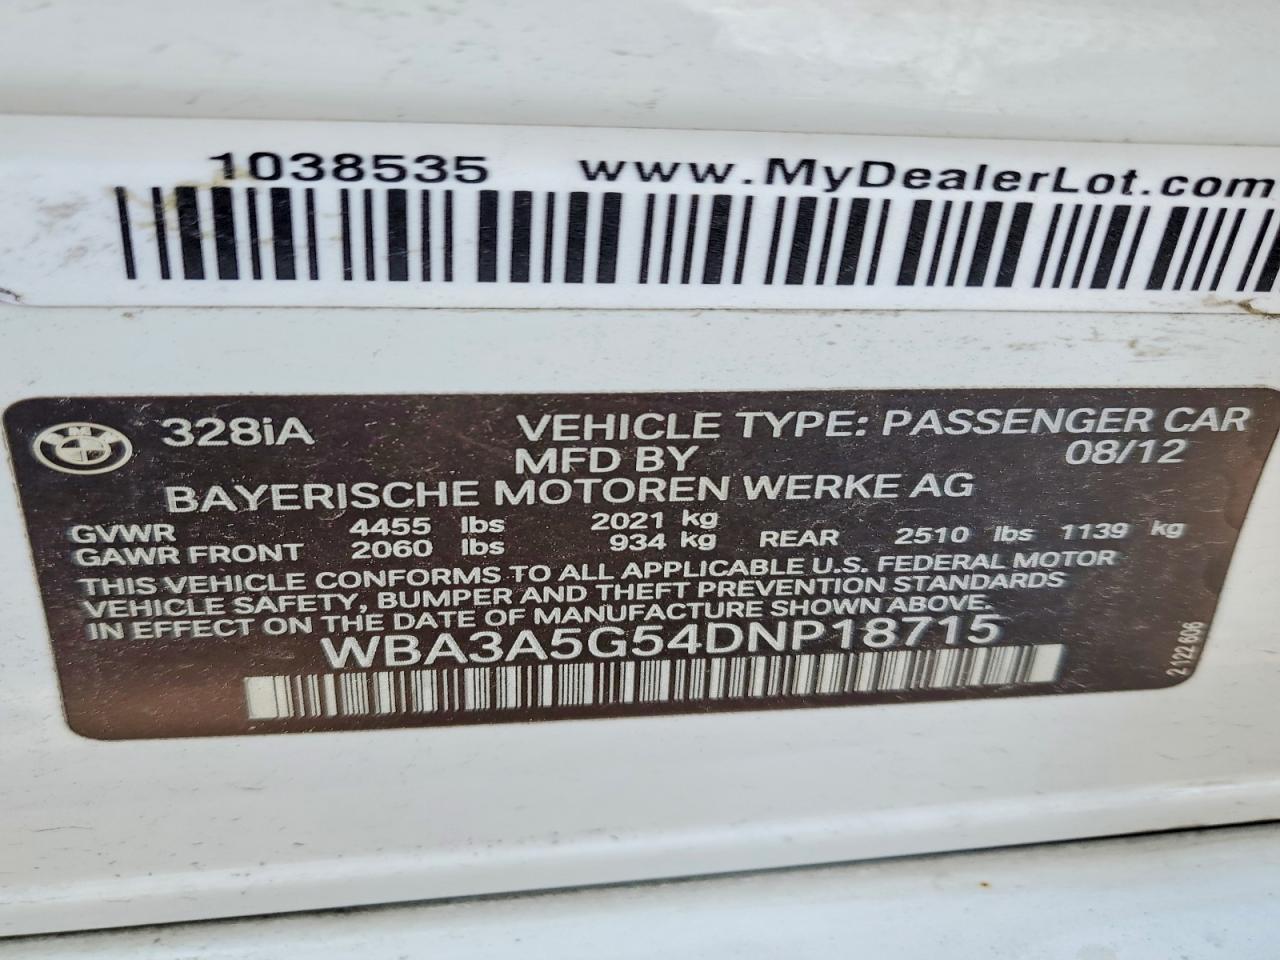 1038535 www.MyDealerLot.com
328iA VEHICLE TYPE: PASSENGER CAR
MFD BY 08/12
BAYERISCHE MOTOREN WERKE AG
GVWR 4455 lbs 2021 kg
GAWR FRONT 2060 lbs 934 kg REAR 2510 lbs 1139 kg
THIS VEHICLE CONFORMS TO ALL APPLICABLE U.S. FEDERAL MOTOR
VEHICLE SAFETY, BUMPER AND THEFT PREVENTION STANDARDS
IN EFFECT ON THE DATE OF MANUFACTURE SHOWN ABOVE.
WBA3A5G54DNP18715
2122606